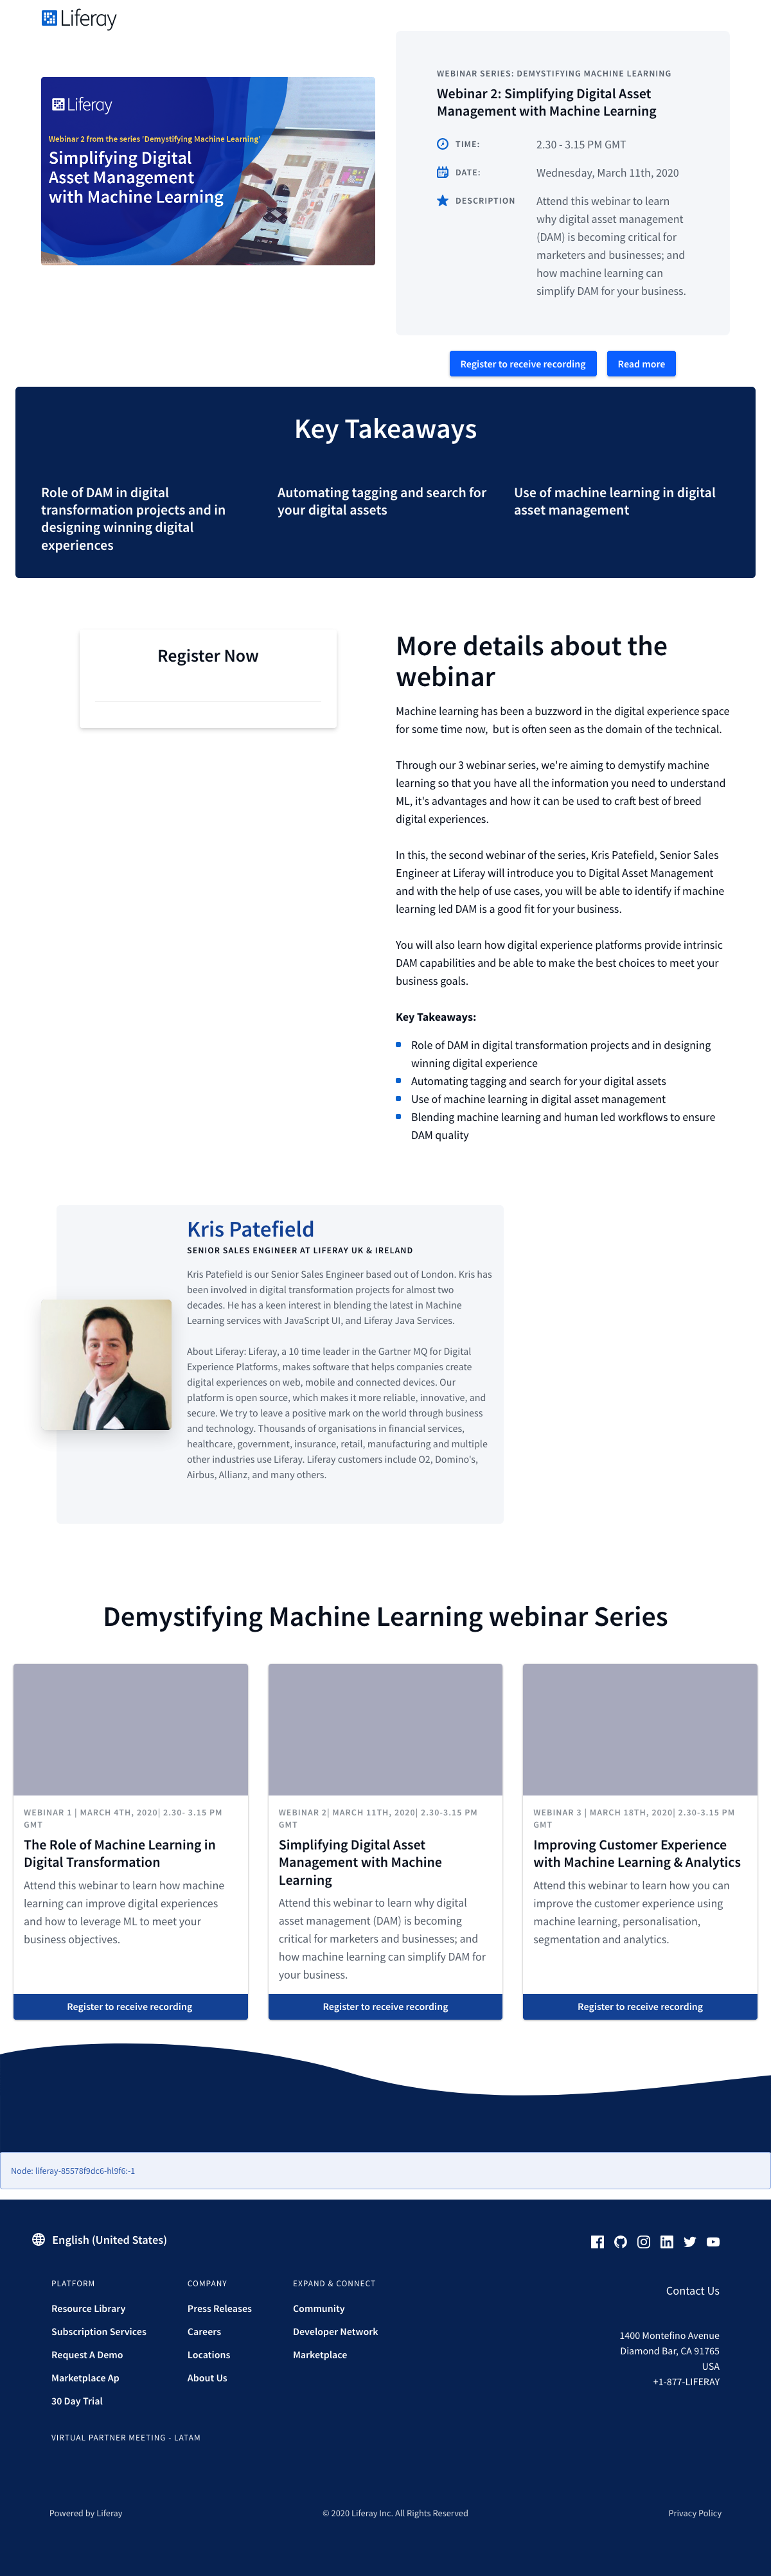 Liferay
Liferay
Webinar 2 from the series 'Demystifying Machine Learning'
Simplifying Digital
Asset Management
with Machine Learning
WEBINAR SERIES: DEMYSTIFYING MACHINE LEARNING
Webinar 2: Simplifying Digital Asset
Management with Machine Learning
TIME:
2.30 - 3.15 PM GMT
DATE:
Wednesday, March 11th, 2020
DESCRIPTION
Attend this webinar to learn
why digital asset management
(DAM) is becoming critical for
marketers and businesses; and
how machine learning can
simplify DAM for your business.
Register to receive recording
Read more
Key Takeaways
Role of DAM in digital
transformation projects and in
designing winning digital
experiences
Automating tagging and search for
your digital assets
Use of machine learning in digital
asset management
Register Now
More details about the
webinar
Machine learning has been a buzzword in the digital experience space
for some time now,  but is often seen as the domain of the technical.
Through our 3 webinar series, we're aiming to demystify machine
learning so that you have all the information you need to understand
ML, it's advantages and how it can be used to craft best of breed
digital experiences.
In this, the second webinar of the series, Kris Patefield, Senior Sales
Engineer at Liferay will introduce you to Digital Asset Management
and with the help of use cases, you will be able to identify if machine
learning led DAM is a good fit for your business.
You will also learn how digital experience platforms provide intrinsic
DAM capabilities and be able to make the best choices to meet your
business goals.
Key Takeaways:
Role of DAM in digital transformation projects and in designing
winning digital experience
Automating tagging and search for your digital assets
Use of machine learning in digital asset management
Blending machine learning and human led workflows to ensure
DAM quality
Kris Patefield
SENIOR SALES ENGINEER AT LIFERAY UK & IRELAND
Kris Patefield is our Senior Sales Engineer based out of London. Kris has
been involved in digital transformation projects for almost two
decades. He has a keen interest in blending the latest in Machine
Learning services with JavaScript UI, and Liferay Java Services.
About Liferay: Liferay, a 10 time leader in the Gartner MQ for Digital
Experience Platforms, makes software that helps companies create
digital experiences on web, mobile and connected devices. Our
platform is open source, which makes it more reliable, innovative, and
secure. We try to leave a positive mark on the world through business
and technology. Thousands of organisations in financial services,
healthcare, government, insurance, retail, manufacturing and multiple
other industries use Liferay. Liferay customers include O2, Domino's,
Airbus, Allianz, and many others.
Demystifying Machine Learning webinar Series
WEBINAR 1 | MARCH 4TH, 2020| 2.30- 3.15 PM
GMT
The Role of Machine Learning in
Digital Transformation
Attend this webinar to learn how machine
learning can improve digital experiences
and how to leverage ML to meet your
business objectives.
Register to receive recording
WEBINAR 2| MARCH 11TH, 2020| 2.30-3.15 PM
GMT
Simplifying Digital Asset
Management with Machine
Learning
Attend this webinar to learn why digital
asset management (DAM) is becoming
critical for marketers and businesses; and
how machine learning can simplify DAM for
your business.
Register to receive recording
WEBINAR 3 | MARCH 18TH, 2020| 2.30-3.15 PM
GMT
Improving Customer Experience
with Machine Learning & Analytics
Attend this webinar to learn how you can
improve the customer experience using
machine learning, personalisation,
segmentation and analytics.
Register to receive recording
Node: liferay-85578f9dc6-hl9f6:-1
English (United States)
PLATFORM
Resource Library
Subscription Services
Request A Demo
Marketplace Ap
30 Day Trial
COMPANY
Press Releases
Careers
Locations
About Us
EXPAND & CONNECT
Community
Developer Network
Marketplace
Contact Us
1400 Montefino Avenue
Diamond Bar, CA 91765
USA
+1-877-LIFERAY
VIRTUAL PARTNER MEETING - LATAM
Powered by Liferay
© 2020 Liferay Inc. All Rights Reserved
Privacy Policy